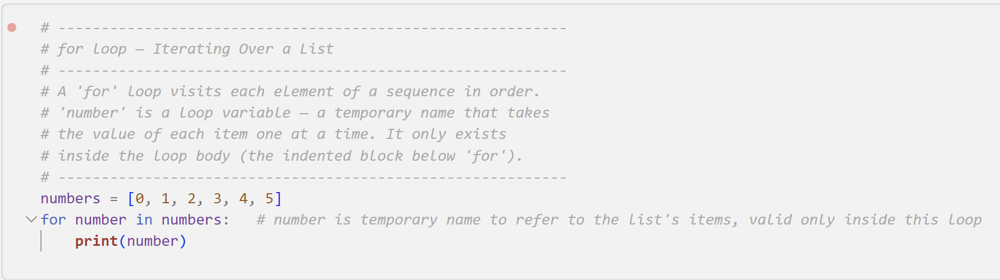 # -----------------------------------------------------------
# for loop — Iterating Over a List
# -----------------------------------------------------------
# A 'for' loop visits each element of a sequence in order.
# 'number' is a loop variable — a temporary name that takes
# the value of each item one at a time. It only exists
# inside the loop body (the indented block below 'for').
# -----------------------------------------------------------
numbers = [0, 1, 2, 3, 4, 5]
for number in numbers:   # number is temporary name to refer to the list's items, valid only inside this loop
    print(number)